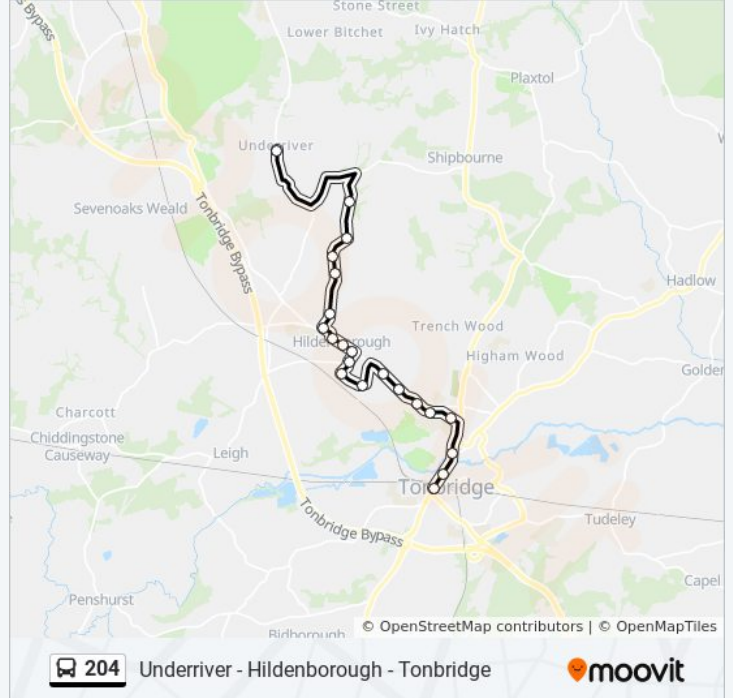 Stone Street
Lower Bitchet
Ivy Hatch
s Bypass
Plaxtol
Underriver
Shipbourne
Sevenoaks Weald
Tonbridge Bypass
Hadlow
Trench Wood
Hildenborough
Higham Wood
Golden
Charcott
Chiddingstone
Causeway
Leigh
Tonbridge
Tonbridge Bypass
Tudeley
Capel
Penshurst
Bidborough
© OpenStreetMap contributors | © OpenMapTiles
204 Underriver - Hildenborough - Tonbridge
moovit